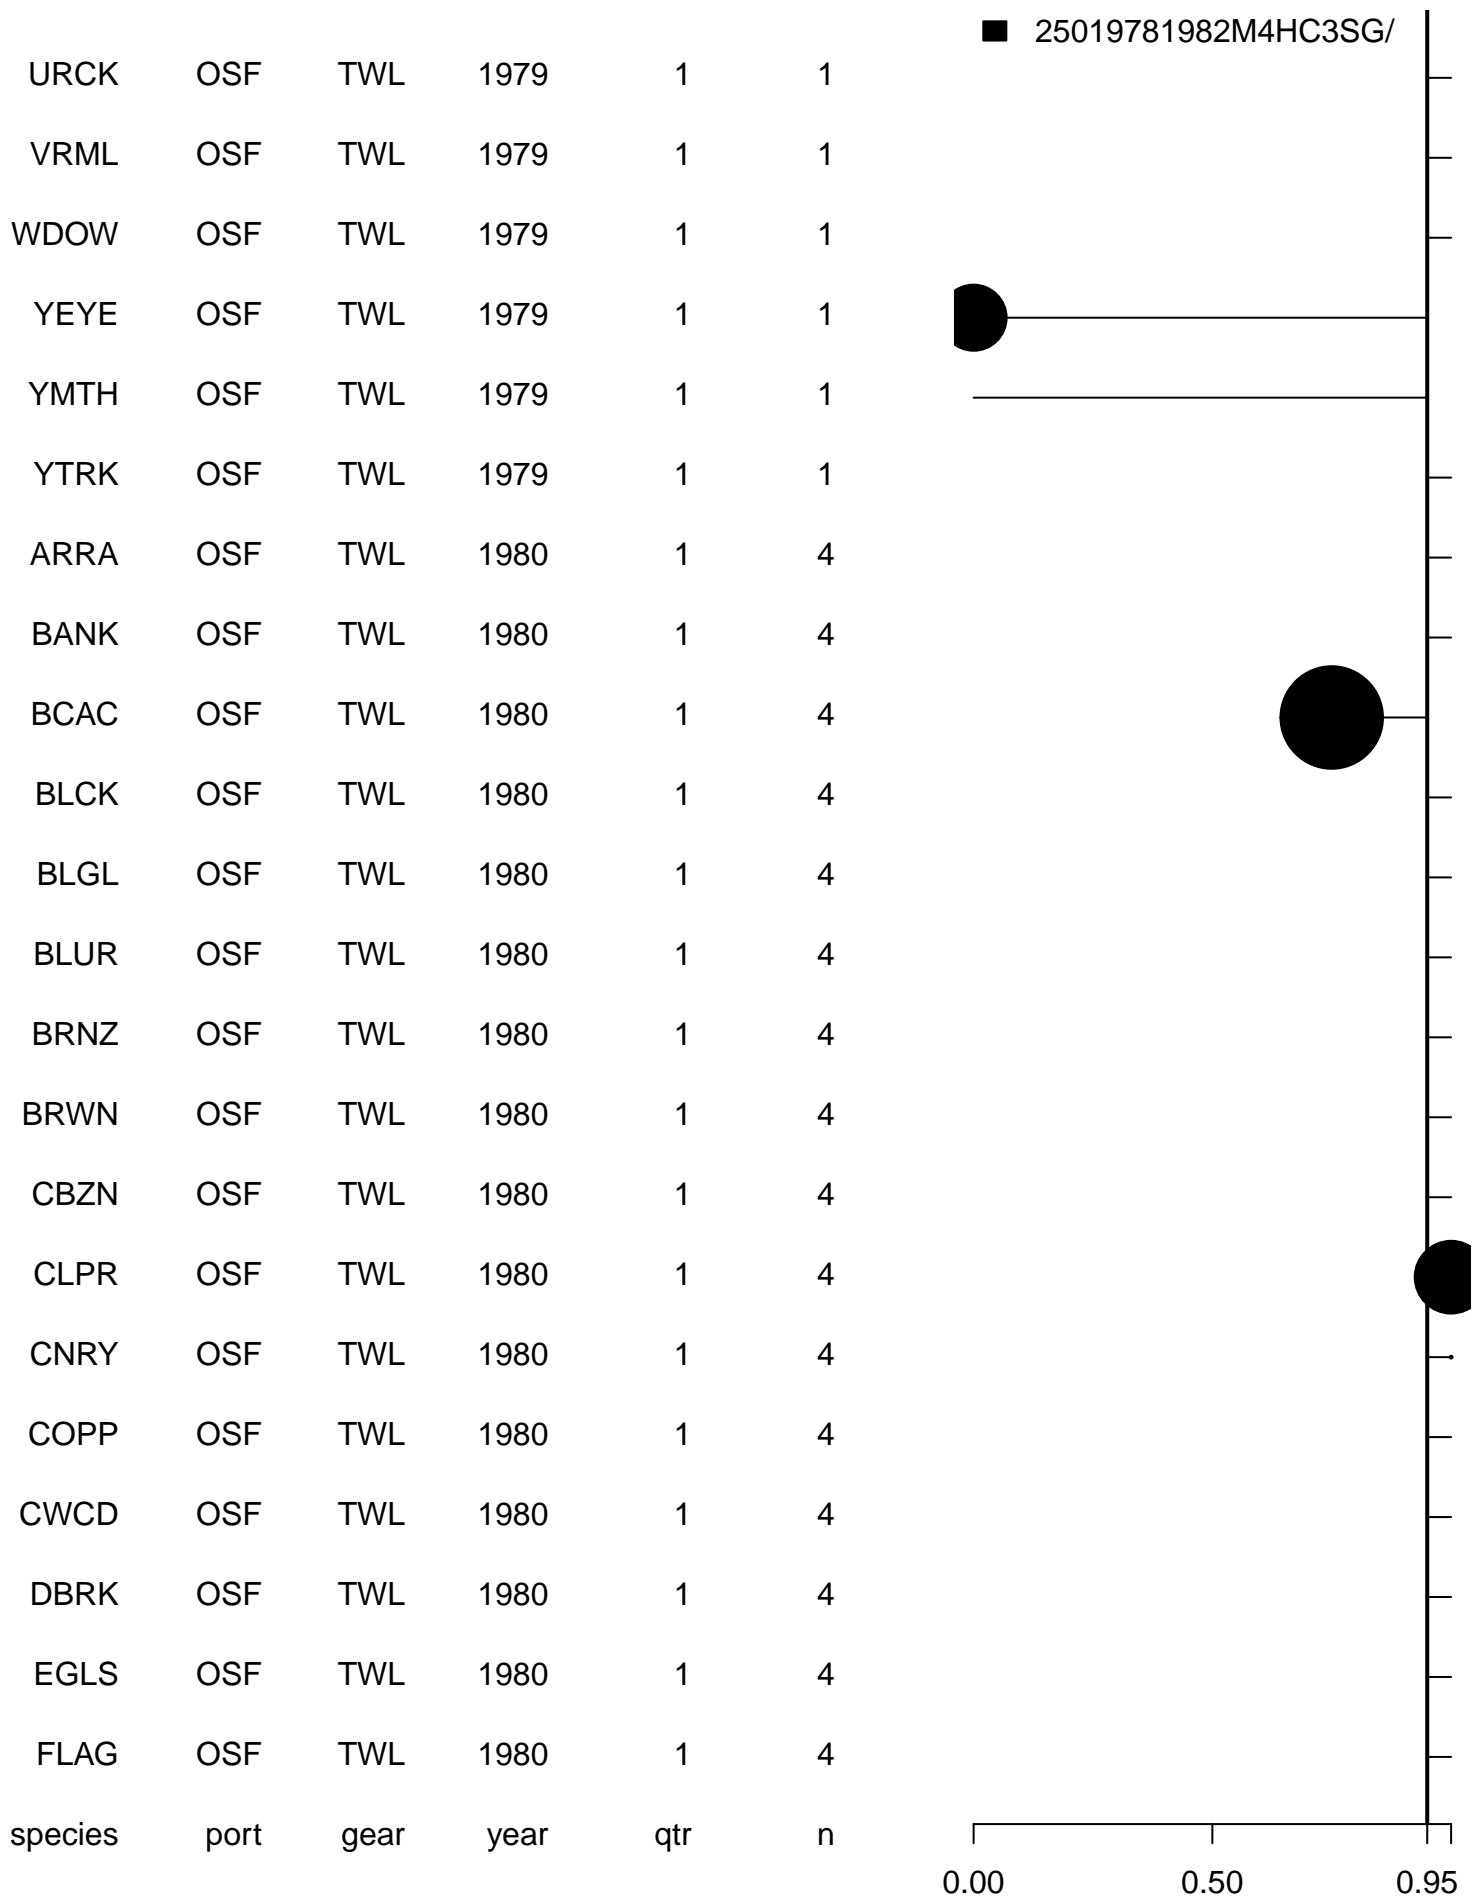 25019781982M4HC3SG/
URCK OSF TWL 1979 1 1
VRML OSF TWL 1979 1 1
WDOW OSF TWL 1979 1 1
YEYE OSF TWL 1979 1 1
YMTH OSF TWL 1979 1 1
YTRK OSF TWL 1979 1 1
ARRA OSF TWL 1980 1 4
BANK OSF TWL 1980 1 4
BCAC OSF TWL 1980 1 4
BLCK OSF TWL 1980 1 4
BLGL OSF TWL 1980 1 4
BLUR OSF TWL 1980 1 4
BRNZ OSF TWL 1980 1 4
BRWN OSF TWL 1980 1 4
CBZN OSF TWL 1980 1 4
CLPR OSF TWL 1980 1 4
CNRY OSF TWL 1980 1 4
COPP OSF TWL 1980 1 4
CWCD OSF TWL 1980 1 4
DBRK OSF TWL 1980 1 4
EGLS OSF TWL 1980 1 4
FLAG OSF TWL 1980 1 4
species port gear year qtr n
0.00 0.50 0.95